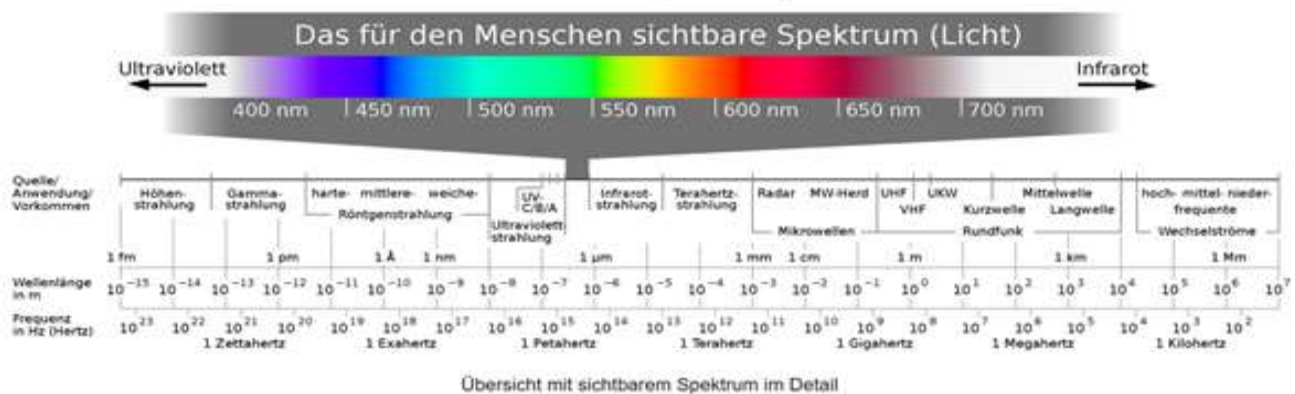 Das für den Menschen sichtbare Spektrum (Licht)
Ultraviolett
Infrarot
400 nm 450 nm 500 nm 550 nm 600 nm 650 nm 700 nm
Quelle/
Anwendung/
Vorkommen
Höhen-
strahlung
Gamma-
strahlung
harte- mittlere- weiche-
Röntgenstrahlung
UV-
C/B/A
Ultraviolett
strahlung
Infrarot-
strahlung
Terahertz-
strahlung
Radar MW-Herd
Mikrowellen
UHF UKW Mittelwelle
VHF Kurzwelle Langwelle
Rundfunk
hoch- mittel- nieder-
frequente
Wechselströme
1 fm 1 pm 1 Å 1 nm 1 µm 1 mm 1 cm 1 m 1 km 1 Mm
Wellenlänge
in m
10⁻¹⁵ 10⁻¹⁴ 10⁻¹³ 10⁻¹² 10⁻¹¹ 10⁻¹⁰ 10⁻⁹ 10⁻⁸ 10⁻⁷ 10⁻⁶ 10⁻⁵ 10⁻⁴ 10⁻³ 10⁻² 10⁻¹ 10⁰ 10¹ 10² 10³ 10⁴ 10⁵ 10⁶ 10⁷
Frequenz
in Hz (Hertz)
10²³ 10²² 10²¹ 10²⁰ 10¹⁹ 10¹⁸ 10¹⁷ 10¹⁶ 10¹⁵ 10¹⁴ 10¹³ 10¹² 10¹¹ 10¹⁰ 10⁹ 10⁸ 10⁷ 10⁶ 10⁵ 10⁴ 10³ 10²
1 Zettahertz 1 Exahertz 1 Petahertz 1 Terahertz 1 Gigahertz 1 Megahertz 1 Kilohertz
Übersicht mit sichtbarem Spektrum im Detail